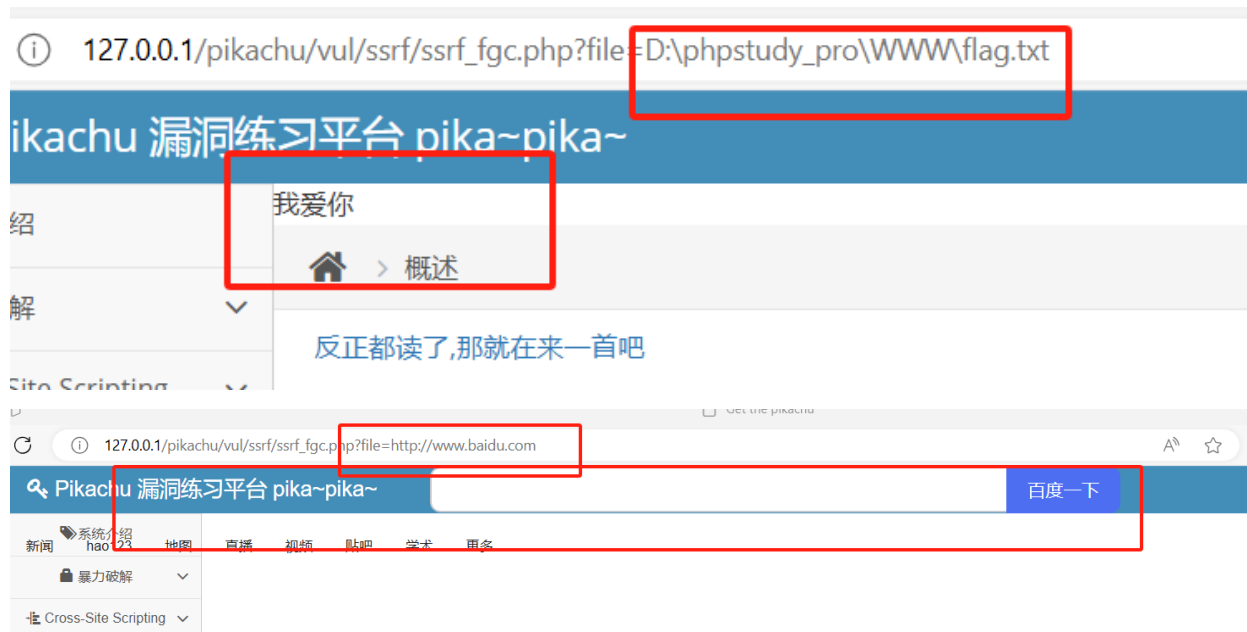 127.0.0.1/pikachu/vul/ssrf/ssrf_fgc.php?file=D:\phpstudy_pro\WWW\flag.txt
ikachu 漏洞练习平台 pika~pika~
我爱你
绍
> 概述
解
反正都读了,那就在来一首吧
Site Scripting
Get the pikachu
127.0.0.1/pikachu/vul/ssrf/ssrf_fgc.php?file=http://www.baidu.com
Pikachu 漏洞练习平台 pika~pika~ 百度一下
系统介绍
新闻 hao123 地图 直播 视频 贴吧 学术 更多
暴力破解
Cross-Site Scripting